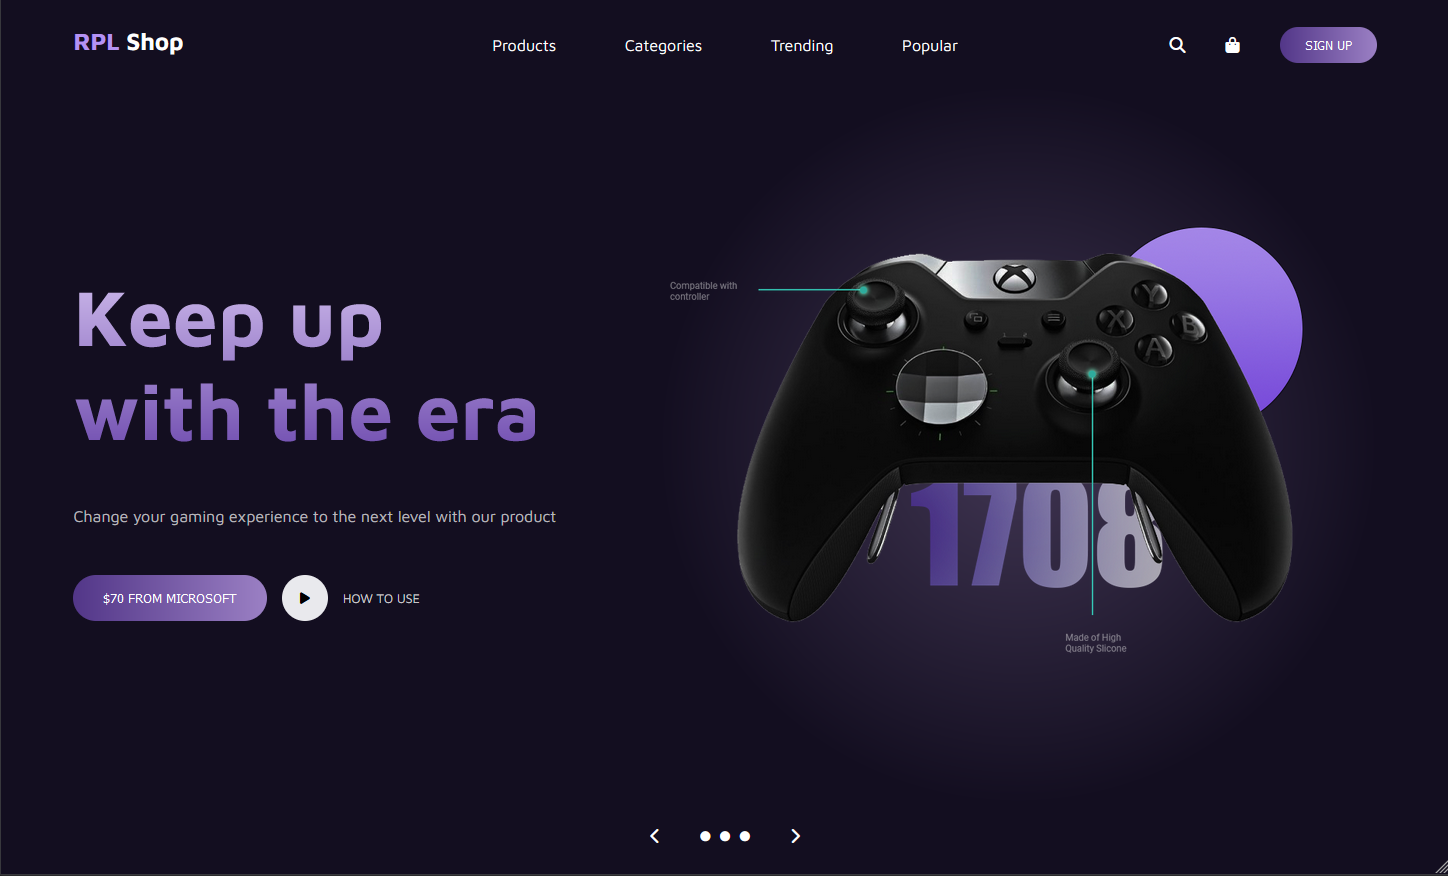 RPL Shop
Products
Categories
Trending
Popular
SIGN UP
Compatible with
controller
Y
X
B
A
Keep up
with the era
1708
Change your gaming experience to the next level with our product
$70 FROM MICROSOFT
HOW TO USE
Made of High
Quality Slicone